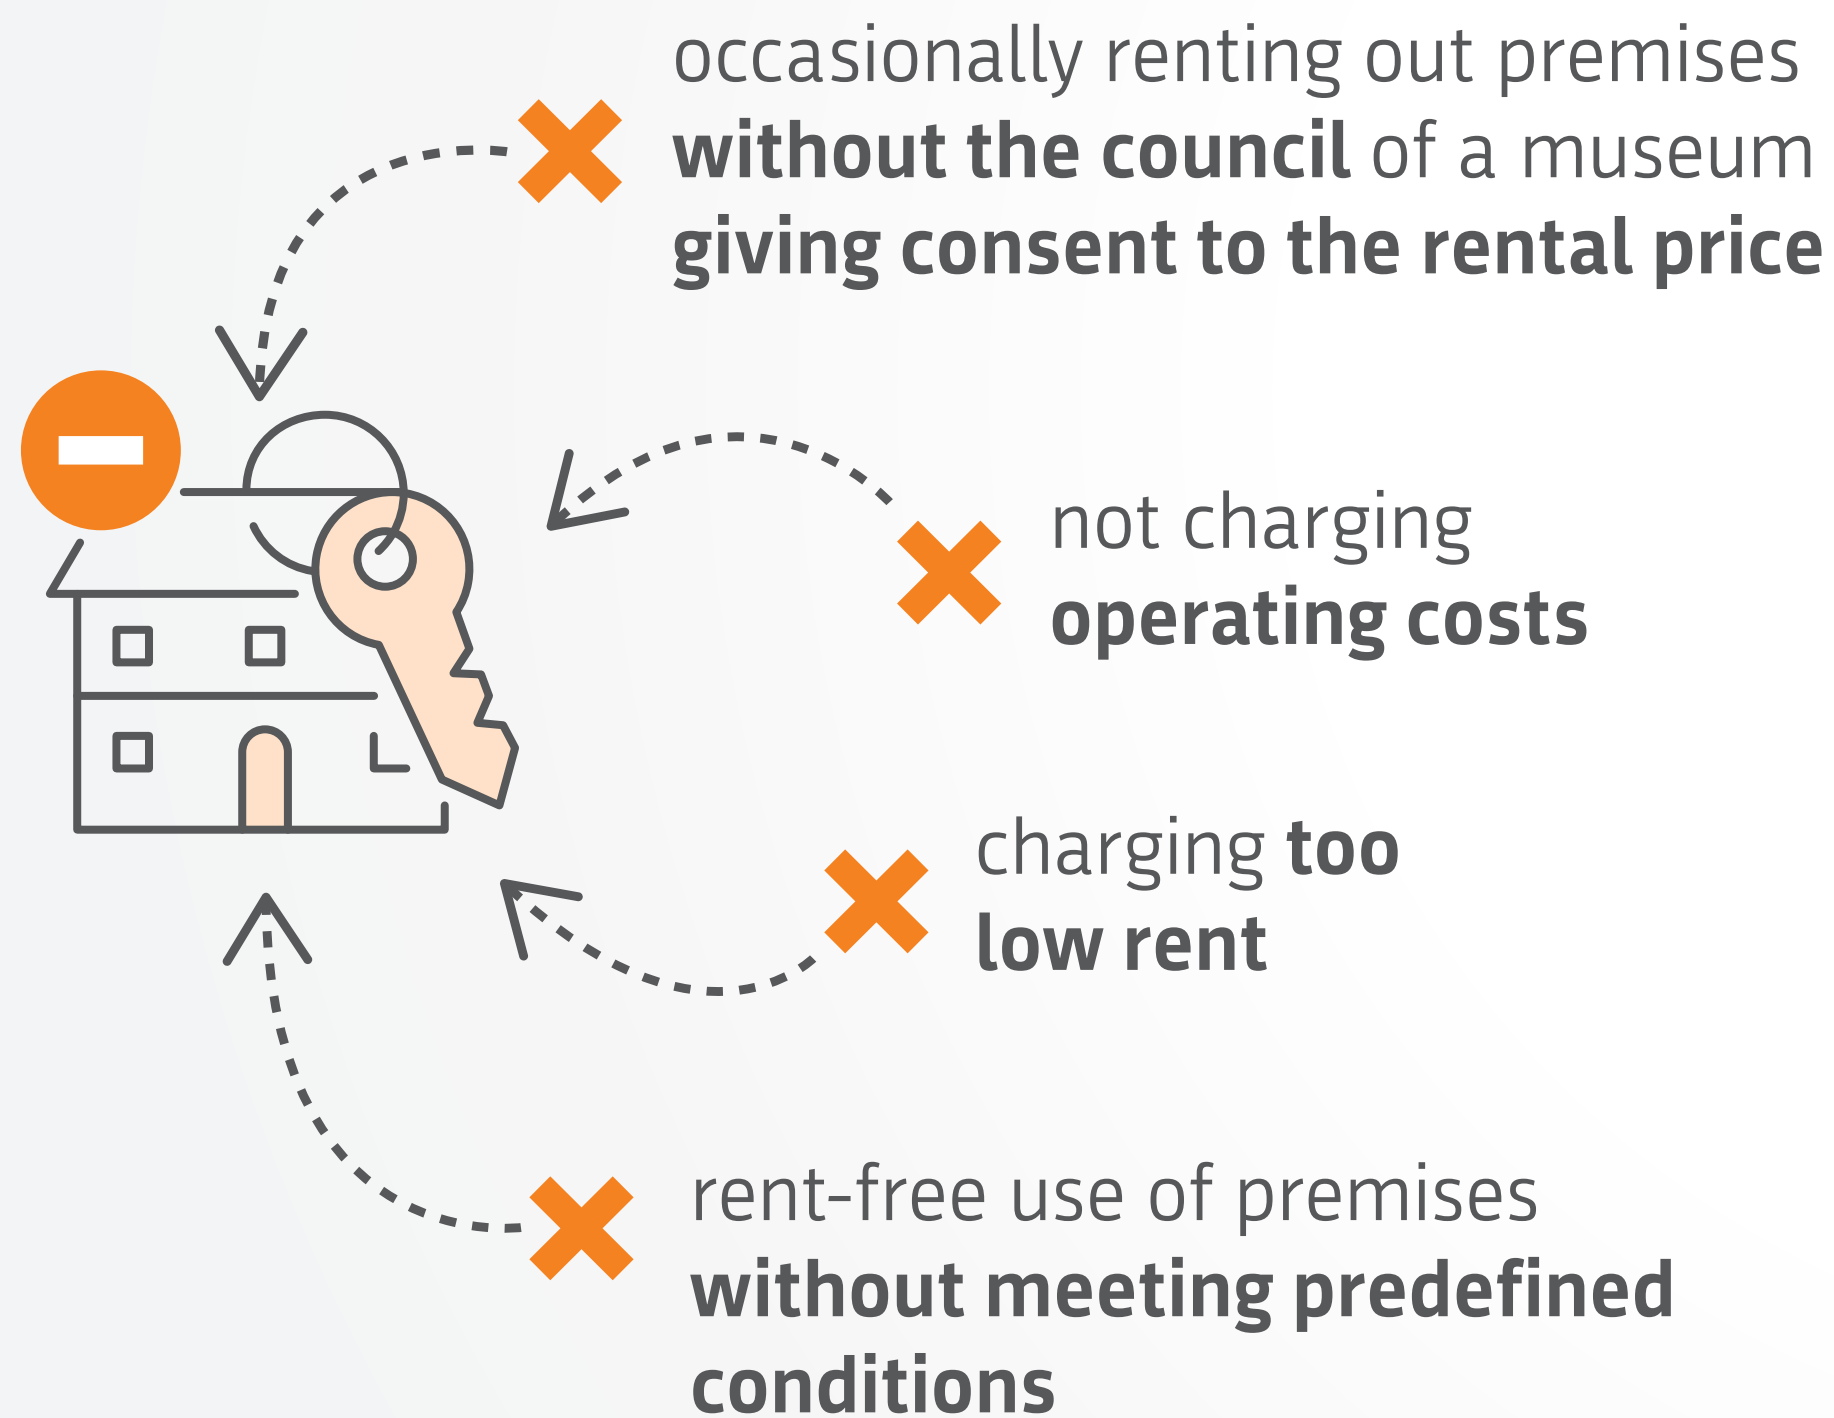 occasionally renting out premises
without the council of a museum
giving consent to the rental price
not charging
operating costs
charging too
low rent
rent-free use of premises
without meeting predefined
conditions